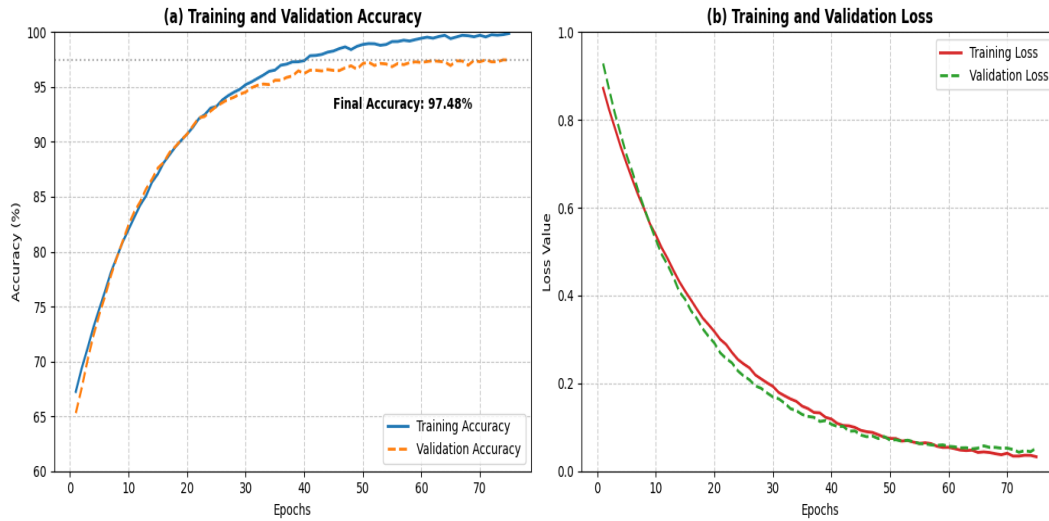 (a) Training and Validation Accuracy
100
95
90
85
80
75
70
65
60
Accuracy (%)
Final Accuracy: 97.48%
Training Accuracy
Validation Accuracy
0 10 20 30 40 50 60 70
Epochs
(b) Training and Validation Loss
1.0
0.8
0.6
0.4
0.2
0.0
Loss Value
Training Loss
Validation Loss
0 10 20 30 40 50 60 70
Epochs